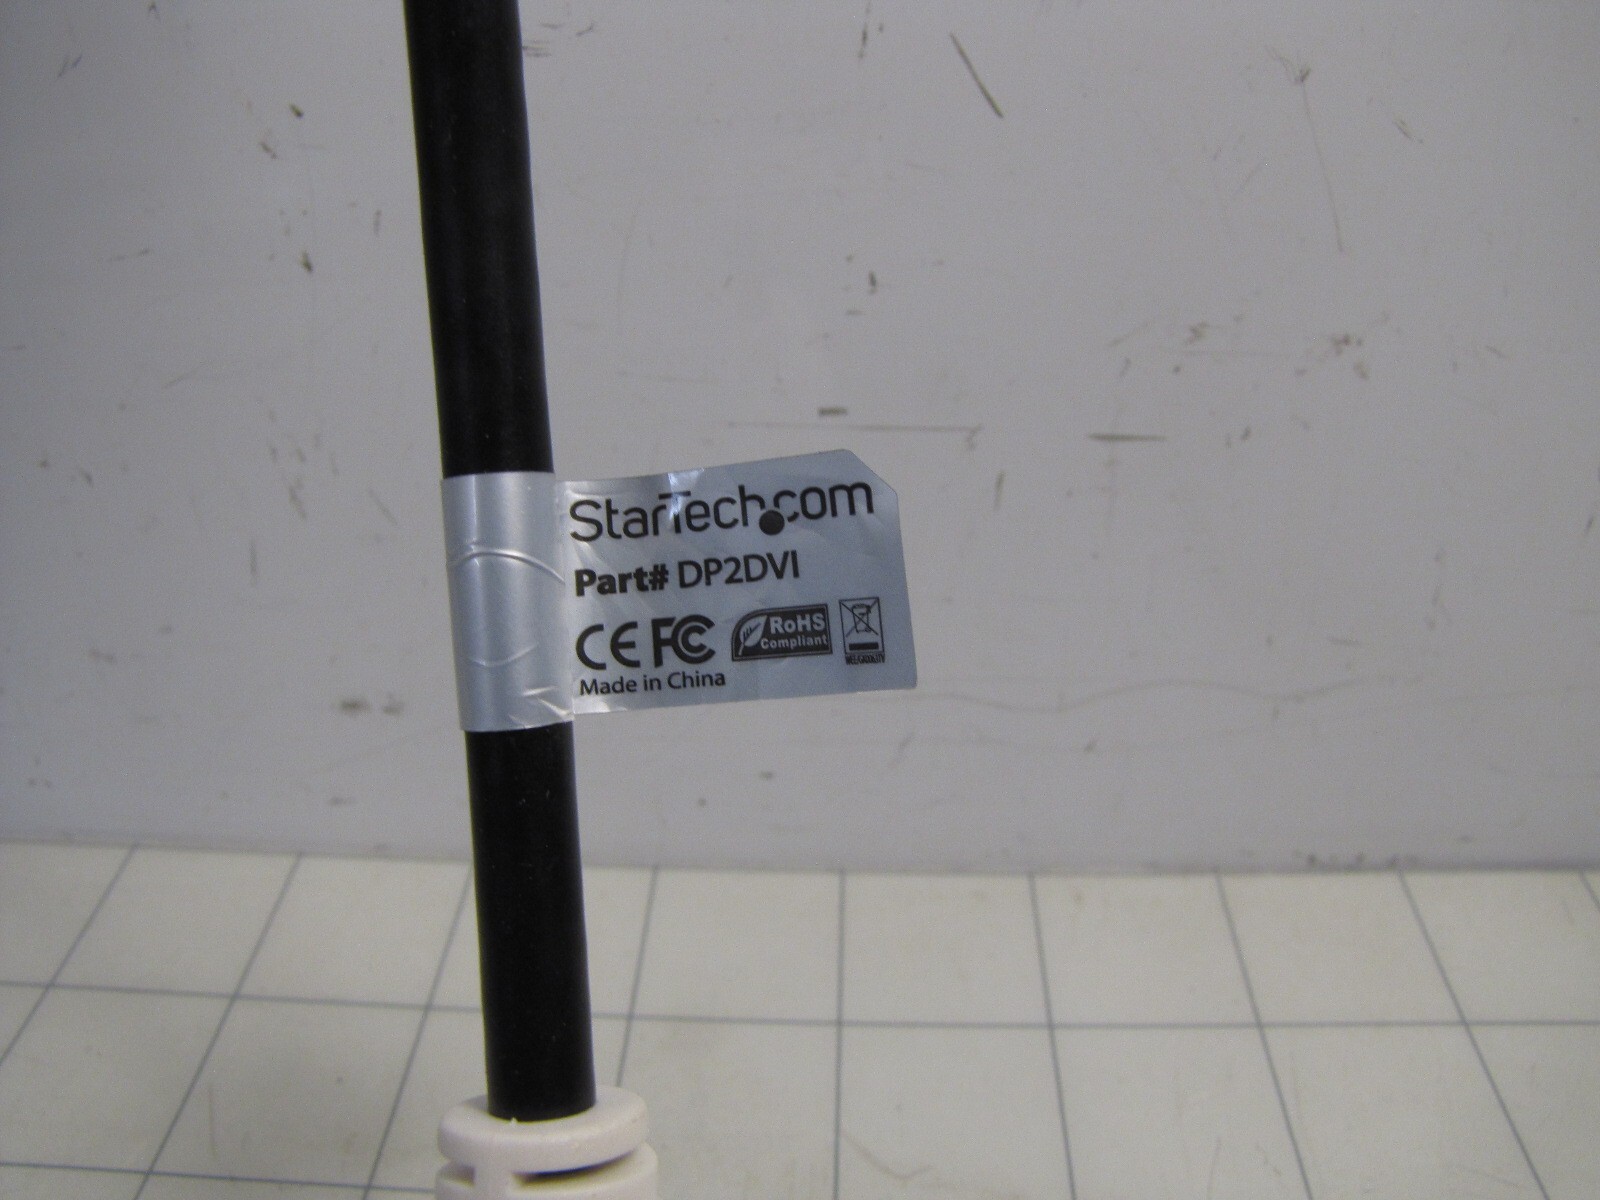 StarTech.com
Part# DP2DVI
CE FC RoHS
Compliant
Made in China